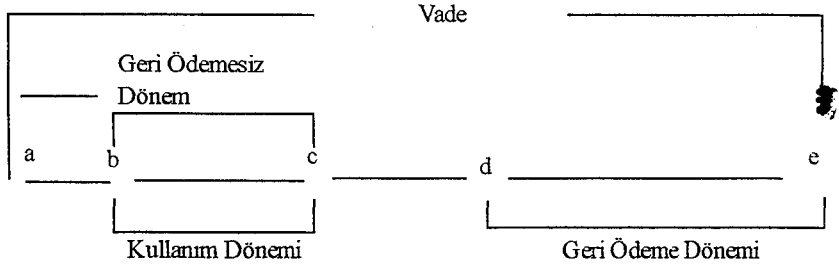 Vade
Geri Ödemesiz
Dönem
a b c d e
Kullanım Dönemi Geri Ödeme Dönemi